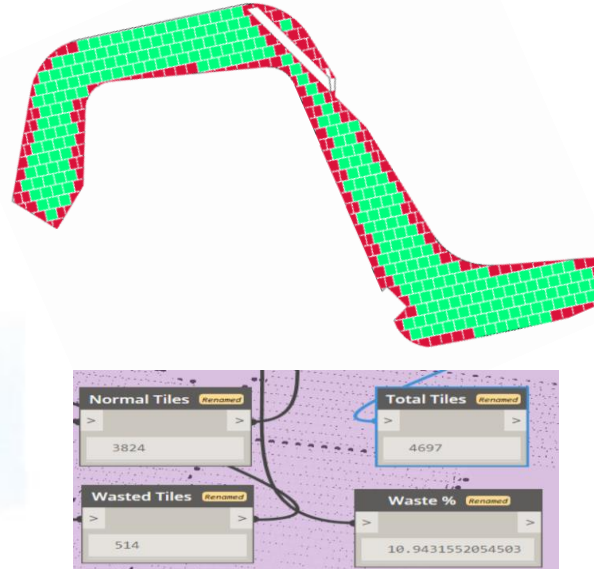 Normal Tiles Renamed
> >
3824
Total Tiles Renamed
> >
4697
Wasted Tiles Renamed
> >
514
Waste % Renamed
> >
10.9431552054503